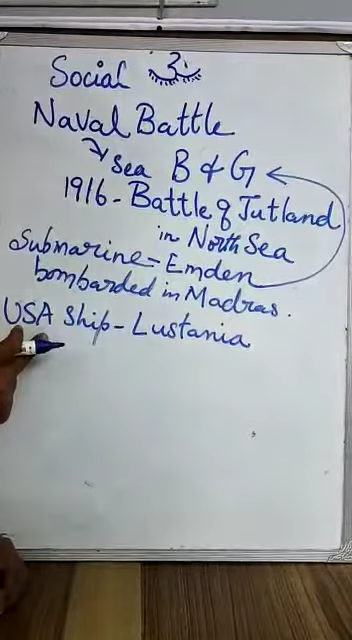 Social 3
Naval Battle
↳ Sea B & G
1916 - Battle of Jutland
in North Sea
Submarine - Emden
bombarded in Madras.
USA Ship - Lustania